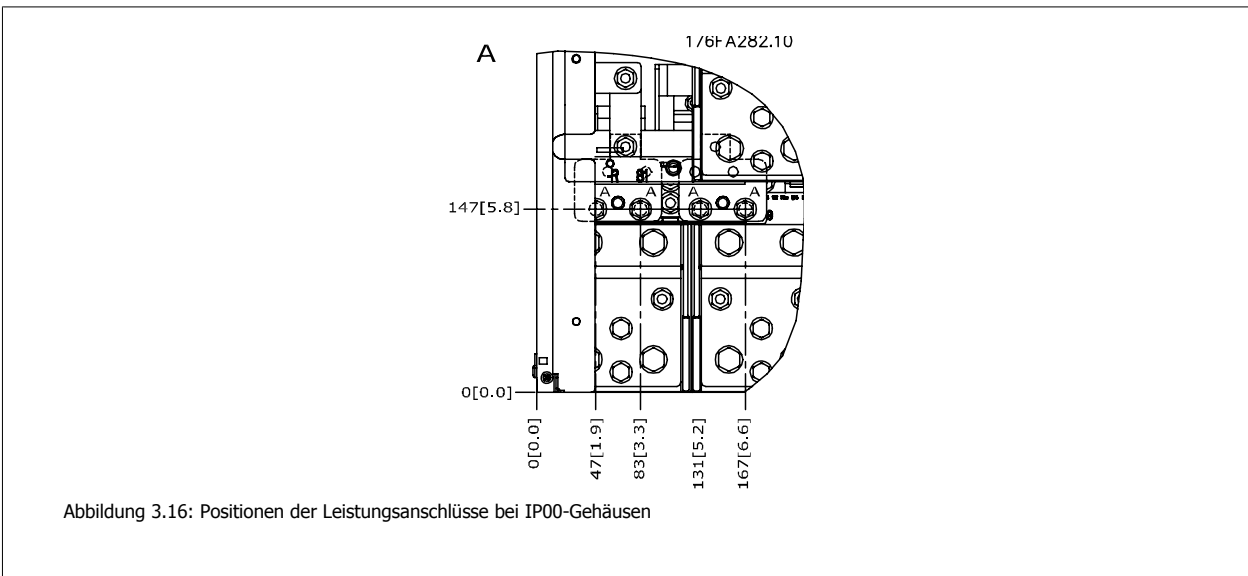 A
176FA282.10
R 81
A A A A
147[5.8]
0[0.0]
0[0.0]
47[1.9]
83[3.3]
131[5.2]
167[6.6]
Abbildung 3.16: Positionen der Leistungsanschlüsse bei IP00-Gehäusen